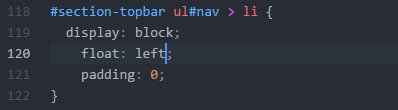 118 #section-topbar ul#nav > li {
119 display: block;
120 float: left;
121 padding: 0;
122 }